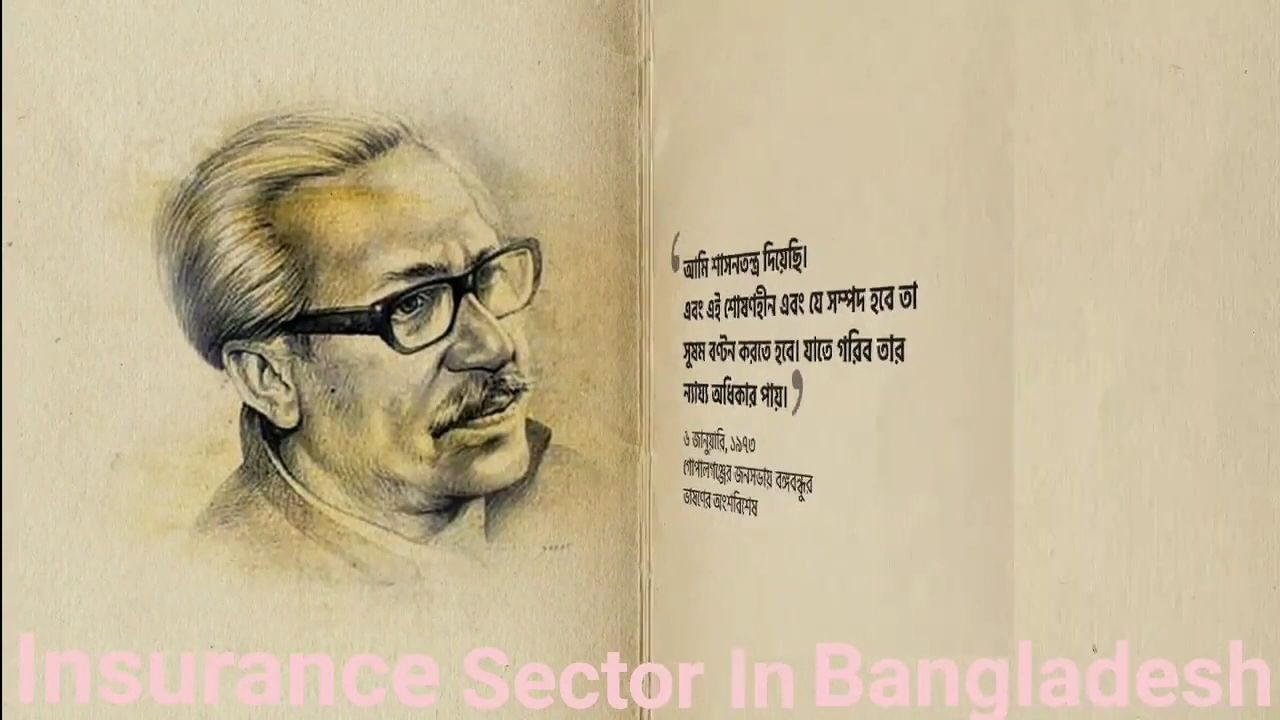 ‘আমি শাসনতন্ত্র দিয়েছি।
এবং এই শোষণহীন এবং যে সম্পদ হবে তা
সুষম বণ্টন করতে হবে। যাতে গরিব তার
ন্যায্য অধিকার পায়।’
৬ জানুয়ারি, ১৯৭৩
গোপালগঞ্জের জনসভায় বঙ্গবন্ধুর
ভাষণের অংশবিশেষ
Insurance Sector In Bangladesh